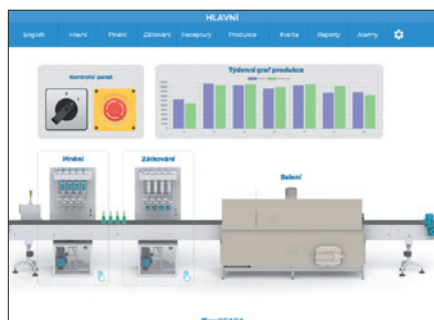 HLAVNÍ
English Hlavní Plnění Zátkování Receptury Produkce Kvalita Reporty Alarmy
Kontrolní panel
Týdenní graf produkce
Plnění
Zátkování
Balení